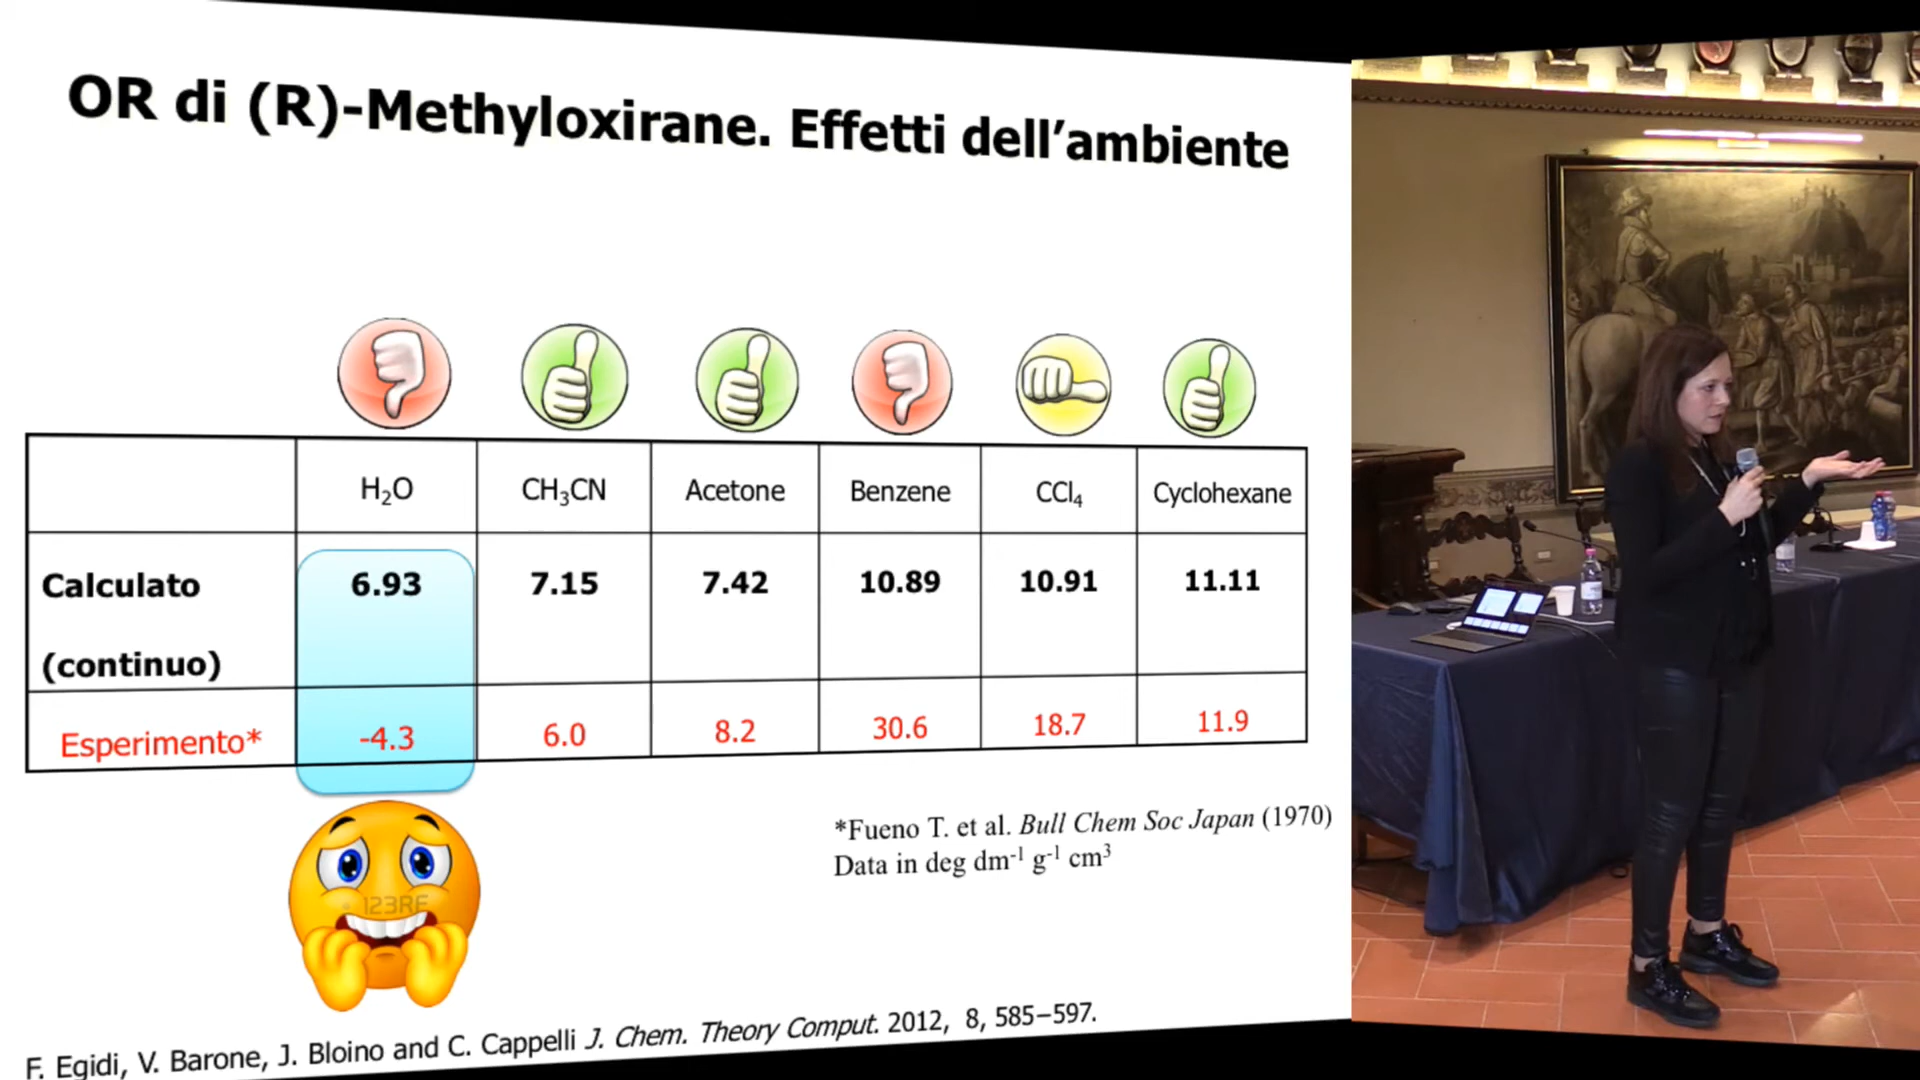 OR di (R)-Methyloxirane. Effetti dell'ambiente
H₂O CH₃CN Acetone Benzene CCl₄ Cyclohexane
Calculato (continuo) 6.93 7.15 7.42 10.89 10.91 11.11
Esperimento* -4.3 6.0 8.2 30.6 18.7 11.9
*Fueno T. et al. Bull Chem Soc Japan (1970)
Data in deg dm⁻¹ g⁻¹ cm³
123RF
F. Egidi, V. Barone, J. Bloino and C. Cappelli J. Chem. Theory Comput. 2012, 8, 585–597.